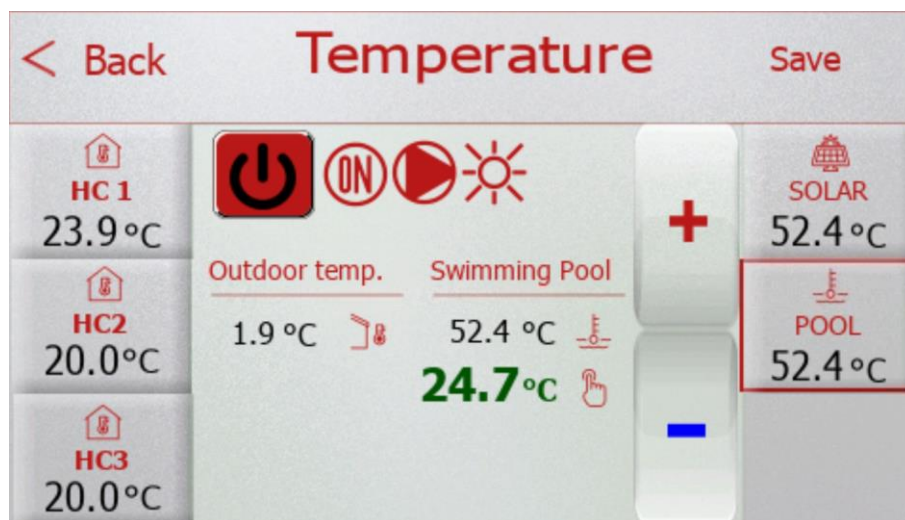 < Back
Temperature
Save
HC 1
23.9 °C
HC2
20.0°C
HC3
20.0°C
ON
Outdoor temp.
1.9 °C
Swimming Pool
52.4 °C
24.7°C
+
-
SOLAR
52.4 °C
POOL
52.4 °C